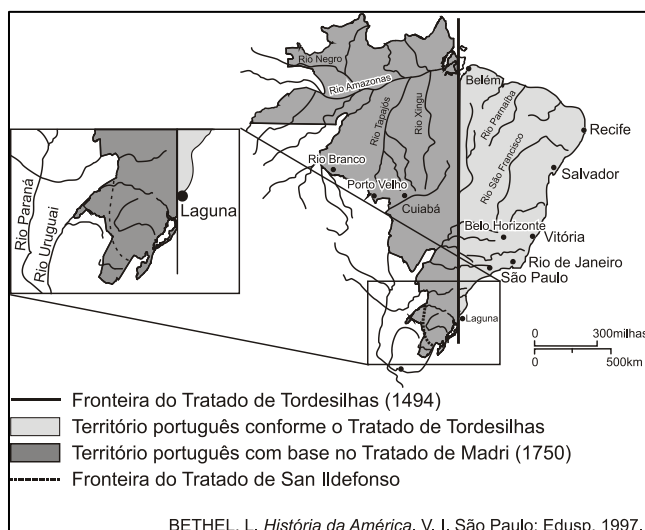 Rio Negro
Rio Amazonas
Belém
Rio Tapajós
Rio Xingu
Rio Parnaíba
Rio São Francisco
Recife
Salvador
Rio Branco
Porto Velho
Cuiabá
Belo Horizonte
Vitória
Rio de Janeiro
São Paulo
Laguna
Rio Paraná
Rio Uruguai
Laguna
0 300milhas
0 500km
Fronteira do Tratado de Tordesilhas (1494)
Território português conforme o Tratado de Tordesilhas
Território português com base no Tratado de Madri (1750)
Fronteira do Tratado de San Ildefonso
BETHEL, L. História da América. V. I. São Paulo: Edusp, 1997.